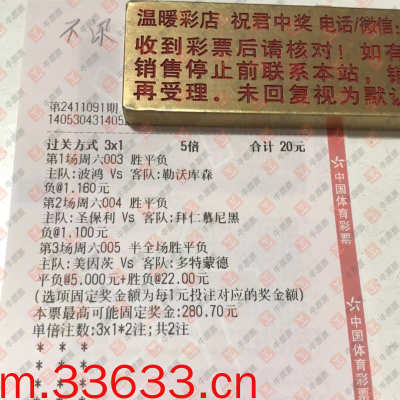 不乐
温暖彩店 祝君中奖 电话/微信:
收到彩票后请核对!如有
销售停止前联系本站,
再受理。未回复视为默认
第2411091期
140530431405
过关方式 3x1 5倍 合计 20元
第1场周六003 胜平负
主队:波鸿 Vs 客队:勒沃库森
负@1.160元
第2场周六004 胜平负
主队:圣保利 Vs 客队:拜仁慕尼黑
负@1.100元
第3场周六005 半全场胜平负
主队:美因茨 Vs 客队:多特蒙德
平负@5.000元+胜负@22.00元
(选项固定奖金额为每1元投注对应的奖金额)
本票最高可能固定奖金:280.70元
单倍注数:3x1*2注;共2注
* * *
* * *
* * *
中国体育彩票
中国体育彩票
m.33633.cn